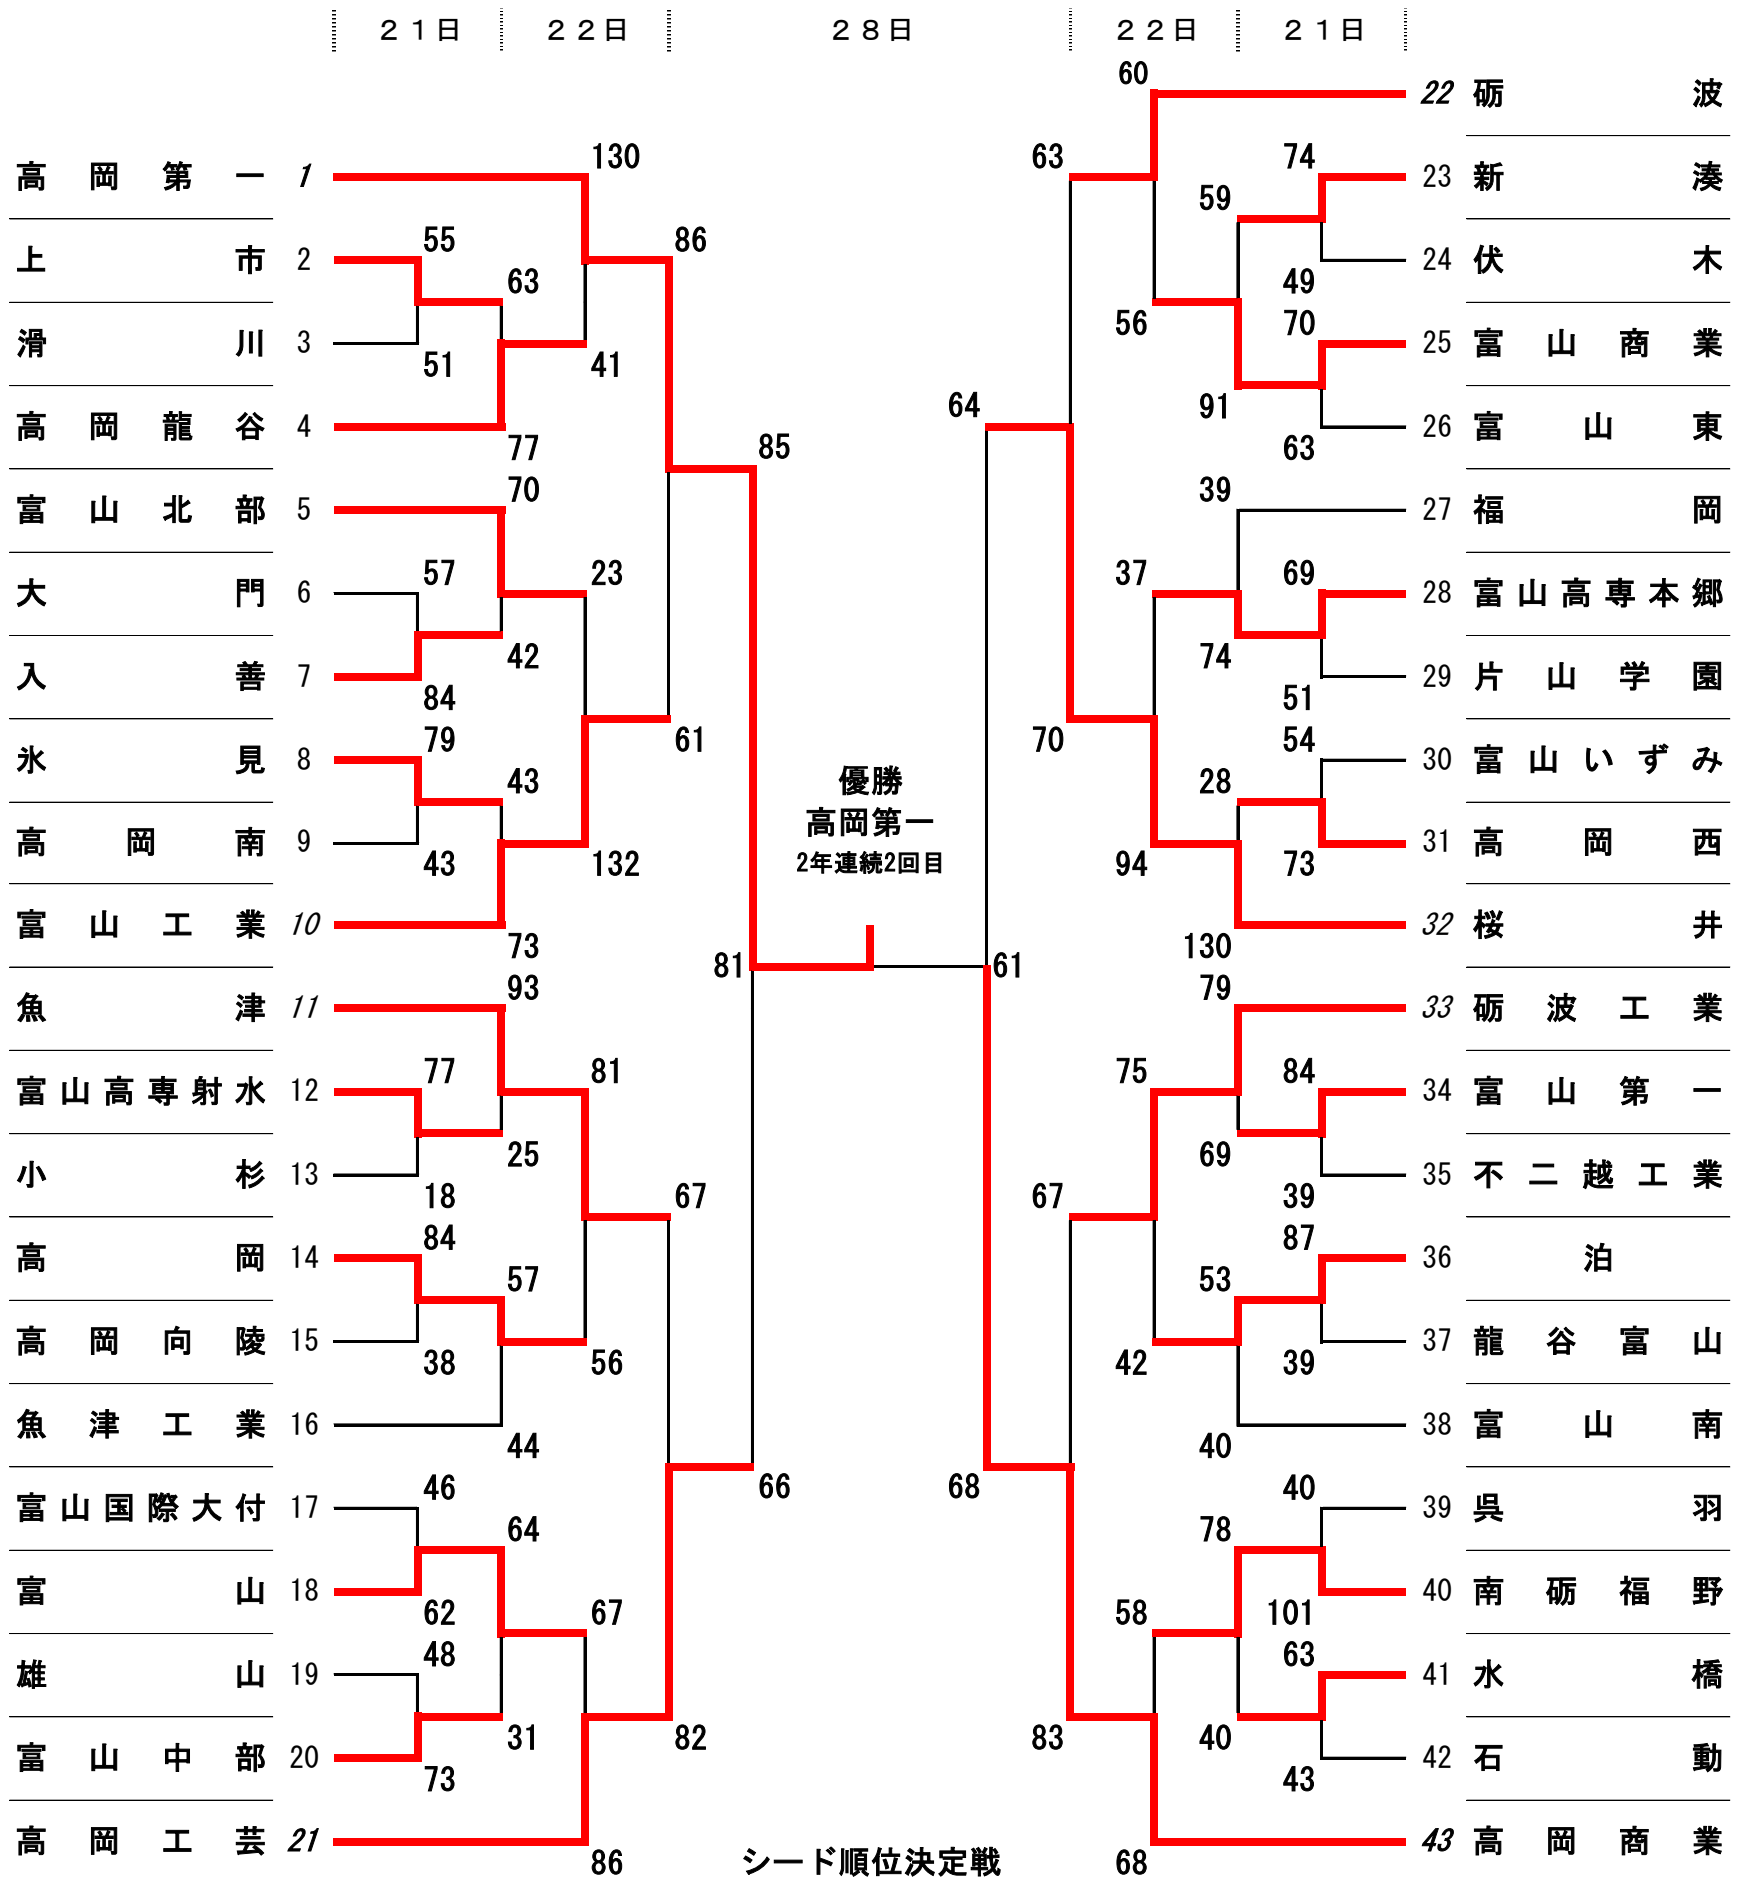 ２１日 ２２日 ２８日 ２２日 ２１日
60
22 砺波
130 63 74
高岡第一 1 23 新湊
59
55 86
上市 2 24 伏木
63 49
56 70
滑川 3 25 富山商業
51 41
64 91
高岡龍谷 4 26 富山東
77 85 63
70 39
富山北部 5 27 福岡
57 23 37 69
大門 6 28 富山高専本郷
42 74
入善 7 29 片山学園
84 51
79 61 70 54
氷見 8 30 富山いずみ
優勝
43 28
高岡第一
高岡南 9 31 高岡西
43 132 2年連続2回目 94 73
富山工業 10 32 桜井
73 130
81 61
93 79
魚津 11 33 砺波工業
77 81 75 84
富山高専射水 12 34 富山第一
25 69
小杉 13 35 不二越工業
18 67 67 39
84 87
高岡 14 36 泊
57 53
高岡向陵 15 37 龍谷富山
38 56 42 39
魚津工業 16 38 富山南
44 40
46 66 68 40
富山国際大付 17 39 呉羽
64 78
富山 18 40 南砺福野
62 67 58 101
48 63
雄山 19 41 水橋
31 82 83 40
富山中部 20 42 石動
73 43
高岡工芸 21 43 高岡商業
86 シード順位決定戦 68